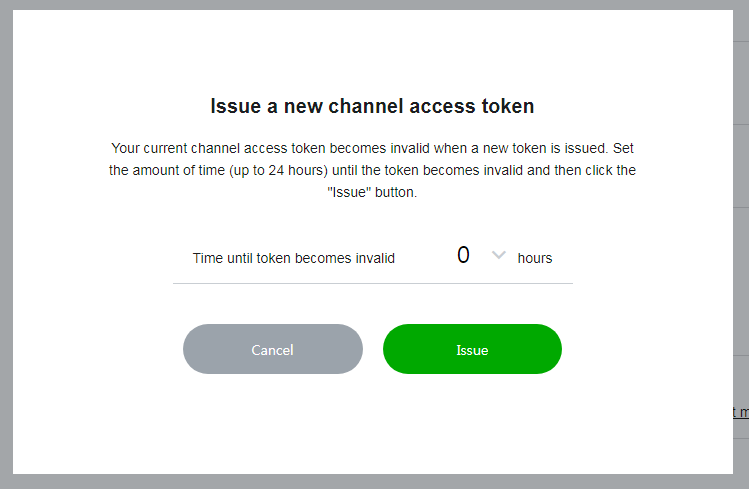 Issue a new channel access token
Your current channel access token becomes invalid when a new token is issued. Set
the amount of time (up to 24 hours) until the token becomes invalid and then click the
"Issue" button.
Time until token becomes invalid 0 hours
Cancel Issue